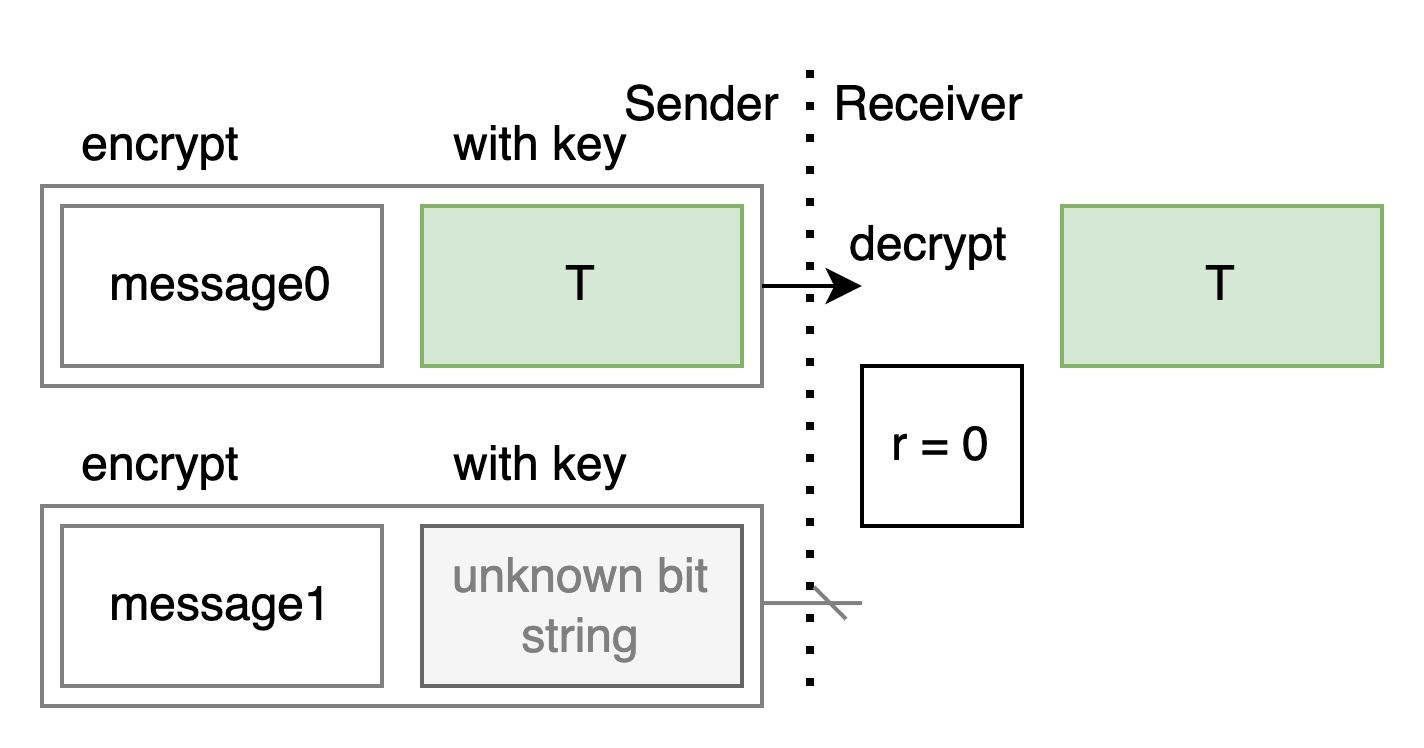 Sender
Receiver
encrypt
with key
message0
T
decrypt
T
r = 0
encrypt
with key
message1
unknown bit
string